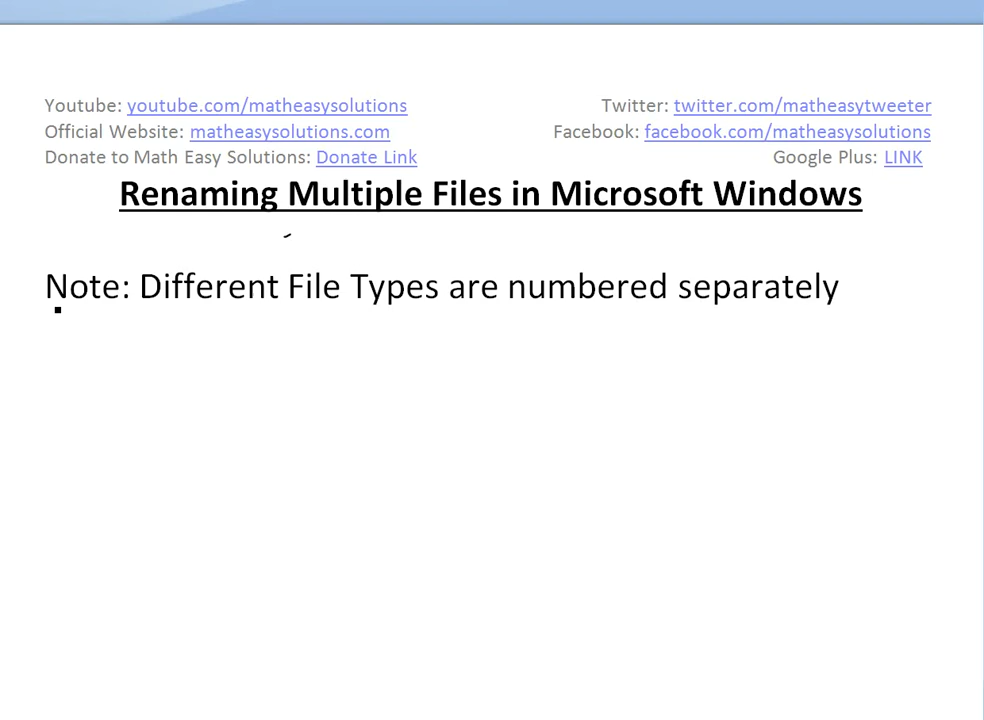 Youtube: youtube.com/matheasysolutions Twitter: twitter.com/matheasytweeter
Official Website: matheasysolutions.com Facebook: facebook.com/matheasysolutions
Donate to Math Easy Solutions: Donate Link Google Plus: LINK
Renaming Multiple Files in Microsoft Windows
Note: Different File Types are numbered separately